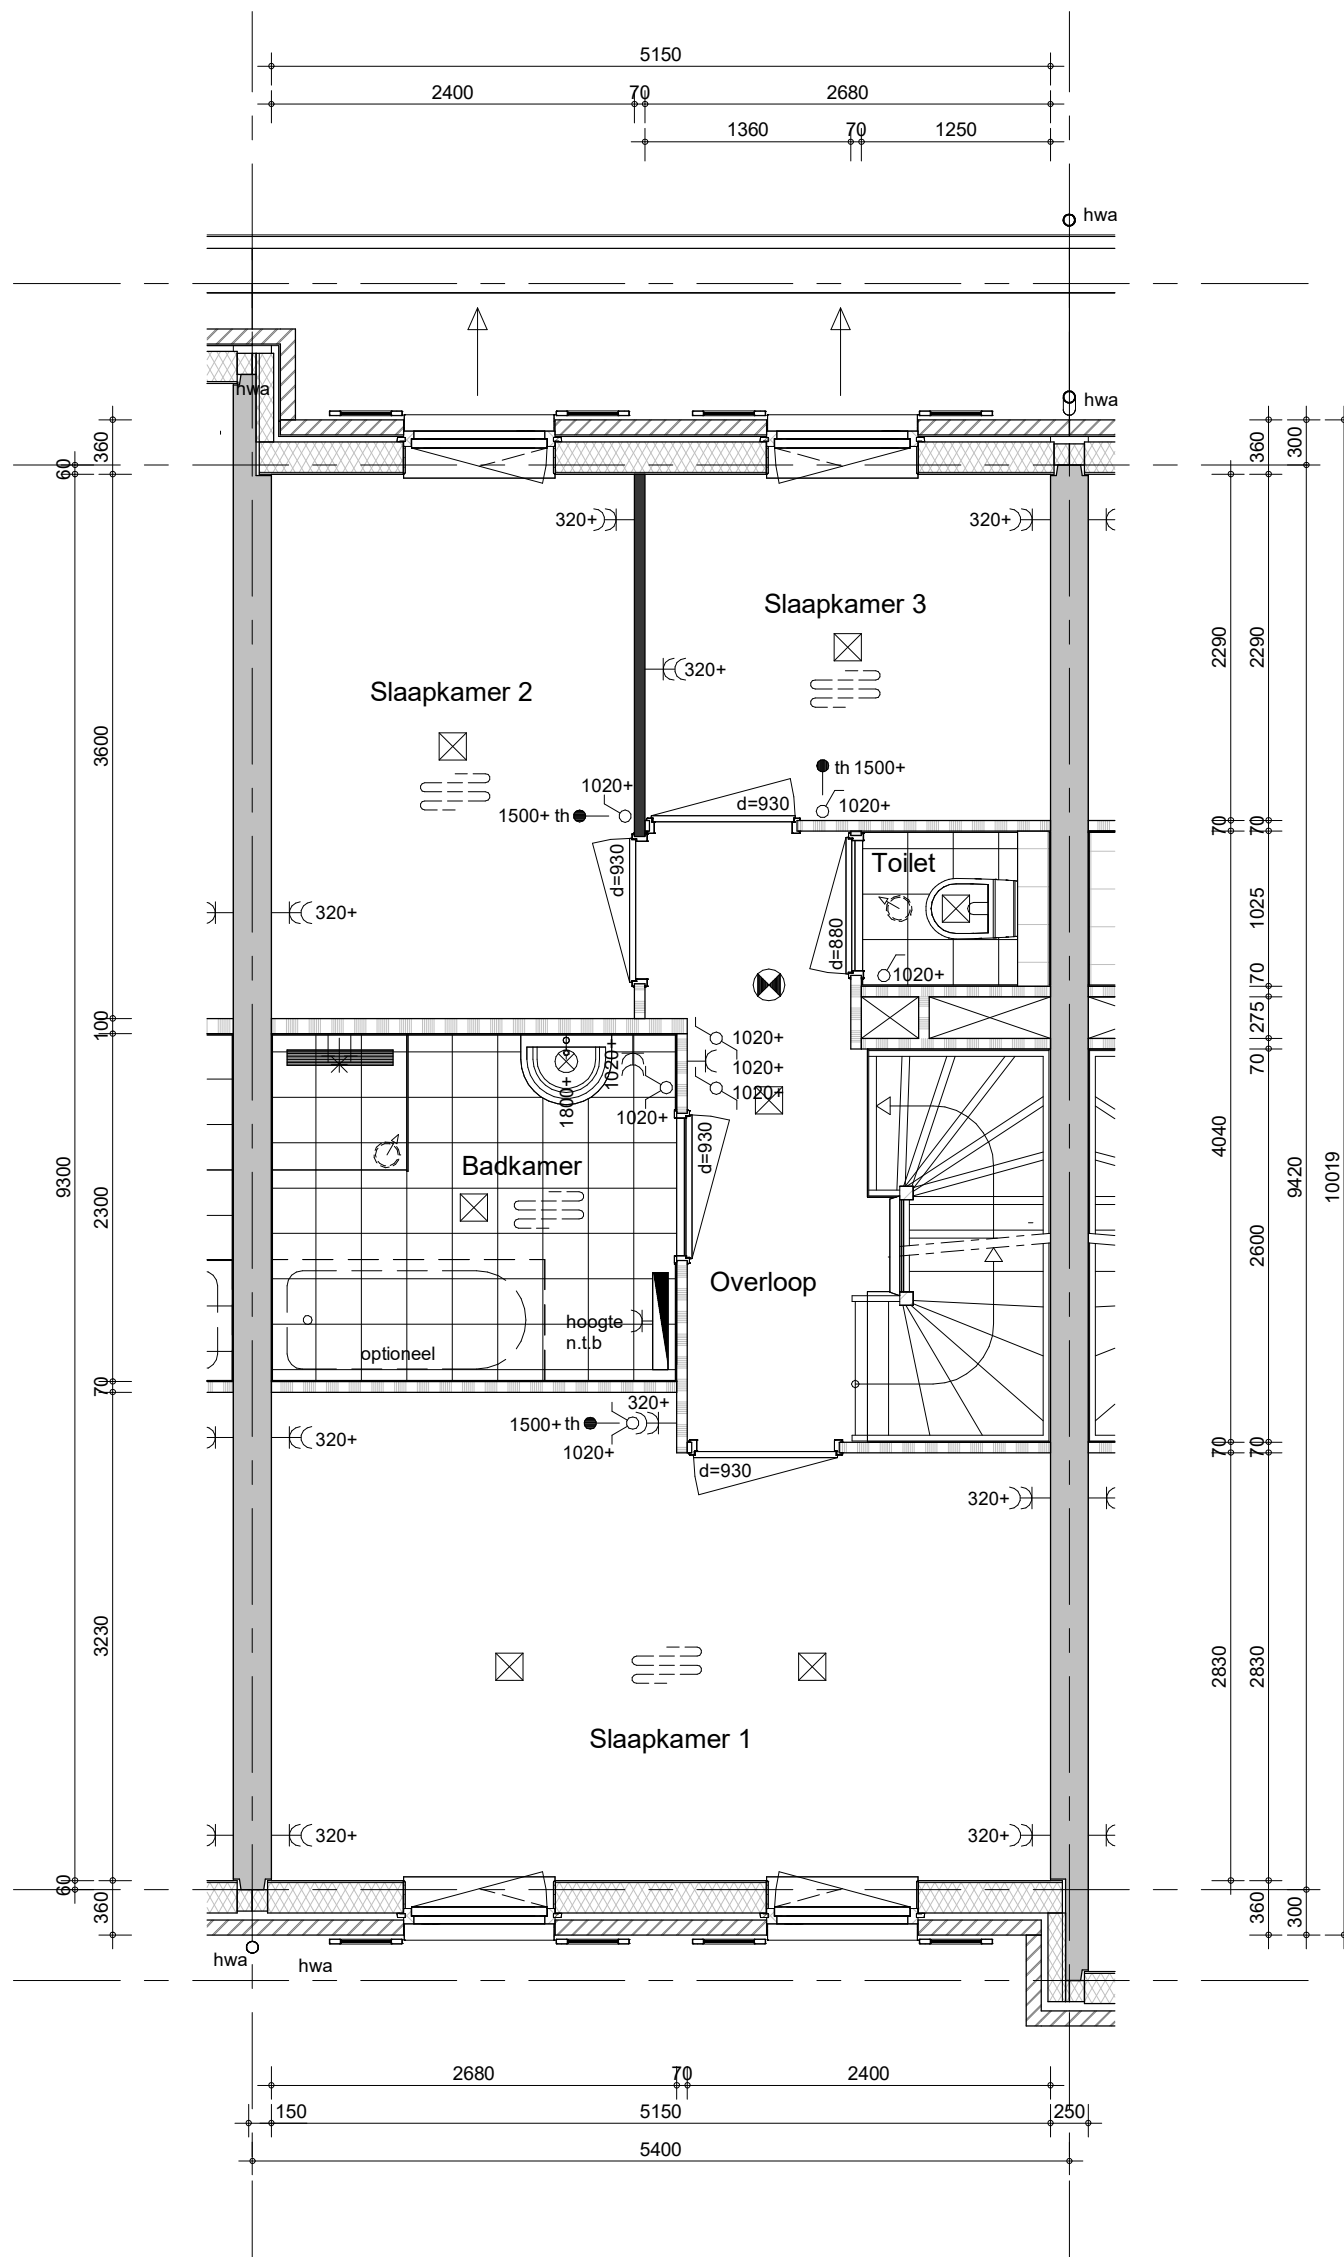 5150
2400
70
2680
1360
70
1250
hwa
hwa
hwa
360
60
3600
100
9300
2300
70
3230
60
360
360
300
2290
2290
70
70
1025
70
275
70
4040
2600
9420
10019
70
70
2830
2830
360
300
320+
320+
Slaapkamer 3
320+
Slaapkamer 2
th 1500+
1020+
1020+
1500+ th
d=930
d=930
Toilet
d=880
320+
1020+
1020+
1020+
1020+
1020+
1800+
1020+
d=930
Badkamer
Overloop
hoogte
n.t.b
optioneel
320+
1500+ th
1020+
320+
d=930
320+
Slaapkamer 1
320+
320+
hwa
hwa
2680
70
2400
150
5150
250
5400